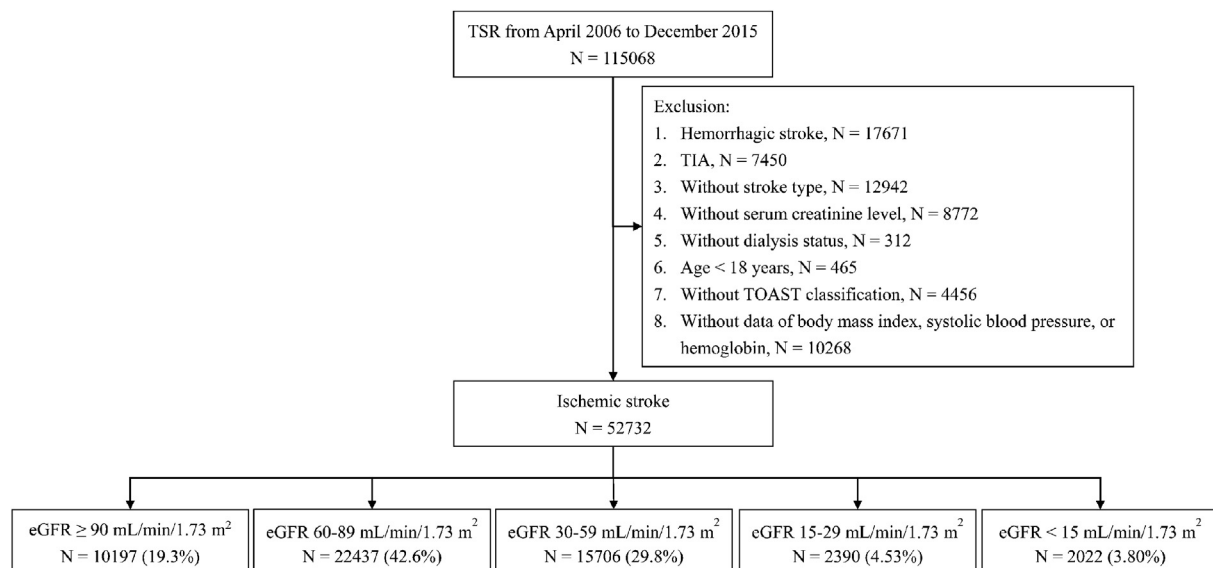 TSR from April 2006 to December 2015
N = 115068
Exclusion:
1. Hemorrhagic stroke, N = 17671
2. TIA, N = 7450
3. Without stroke type, N = 12942
4. Without serum creatinine level, N = 8772
5. Without dialysis status, N = 312
6. Age < 18 years, N = 465
7. Without TOAST classification, N = 4456
8. Without data of body mass index, systolic blood pressure, or
hemoglobin, N = 10268
Ischemic stroke
N = 52732
eGFR ≥ 90 mL/min/1.73 m²
N = 10197 (19.3%)
eGFR 60-89 mL/min/1.73 m²
N = 22437 (42.6%)
eGFR 30-59 mL/min/1.73 m²
N = 15706 (29.8%)
eGFR 15-29 mL/min/1.73 m²
N = 2390 (4.53%)
eGFR < 15 mL/min/1.73 m²
N = 2022 (3.80%)